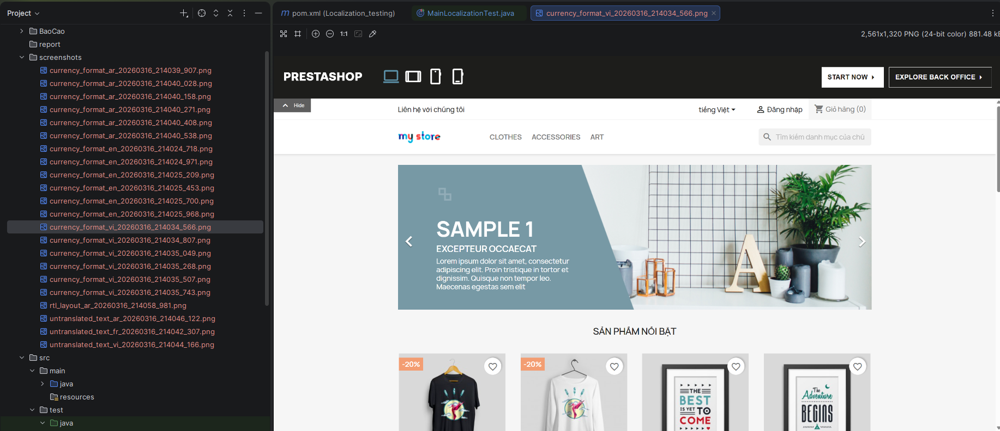 Project
BaoCao
report
screenshots
currency_format_ar_20260316_214039_907.png
currency_format_ar_20260316_214040_028.png
currency_format_ar_20260316_214040_158.png
currency_format_ar_20260316_214040_271.png
currency_format_ar_20260316_214040_408.png
currency_format_ar_20260316_214040_538.png
currency_format_en_20260316_214024_718.png
currency_format_en_20260316_214024_971.png
currency_format_en_20260316_214025_209.png
currency_format_en_20260316_214025_453.png
currency_format_en_20260316_214025_700.png
currency_format_en_20260316_214025_968.png
currency_format_vi_20260316_214034_566.png
currency_format_vi_20260316_214034_807.png
currency_format_vi_20260316_214035_049.png
currency_format_vi_20260316_214035_268.png
currency_format_vi_20260316_214035_507.png
currency_format_vi_20260316_214035_743.png
rtl_layout_ar_20260316_214058_981.png
untranslated_text_ar_20260316_214046_122.png
untranslated_text_fr_20260316_214042_307.png
untranslated_text_vi_20260316_214044_166.png
src
main
java
resources
test
java
m pom.xml (Localization_testing) MainLocalizationTest.java currency_format_vi_20260316_214034_566.png
1:1 2,561x1,320 PNG (24-bit color) 881.48 kB
PRESTASHOP START NOW EXPLORE BACK OFFICE
Hide
Liên hệ với chúng tôi tiếng Việt Đăng nhập Giỏ hàng (0)
my store CLOTHES ACCESSORIES ART Tìm kiếm danh mục của chú
SAMPLE 1
EXCEPTEUR OCCAECAT
Lorem ipsum dolor sit amet, consectetur
adipiscing elit. Proin tristique in tortor et
dignissim. Quisque non tempor leo.
Maecenas egestas sem elit
SẢN PHẨM NỔI BẬT
-20%
-20%
THE
BEST
IS YET TO
COME
The
Adventure
BEGINS